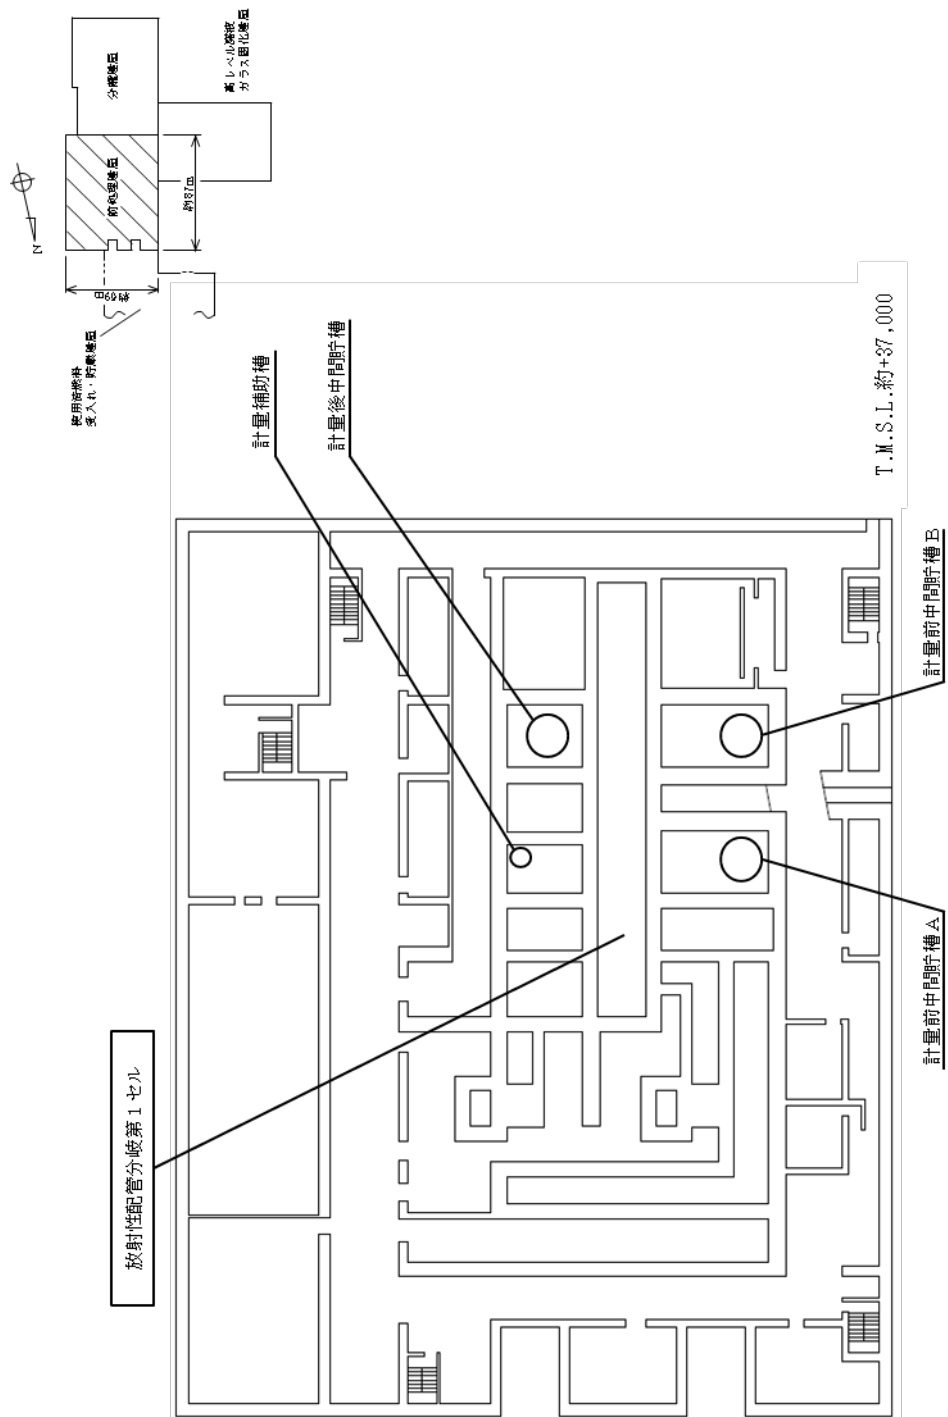 分離建屋
高レベル廃液
ガラス固化建屋
前処理建屋
約87m
約69m
N
使用済燃料
受入れ・貯蔵建屋
計量補助槽
計量後中間貯槽
T.M.S.L.約+37,000
放射性配管分岐第1セル
計量前中間貯槽A
計量前中間貯槽B